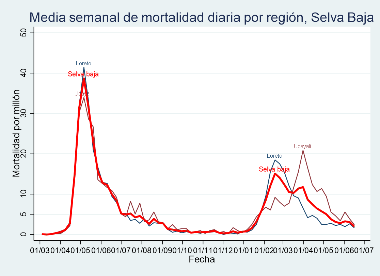 Media semanal de mortalidad diaria por región, Selva Baja
Mortalidad por millón
50
40
30
20
10
0
Loreto
Selva baja
Loreto
Selva baja
Ucayali
01/03 01/04 01/05 01/06 01/07 01/08 01/09 01/10 01/11 01/12 01/01 01/02 01/03 01/04 01/05 01/06 01/07
Fecha